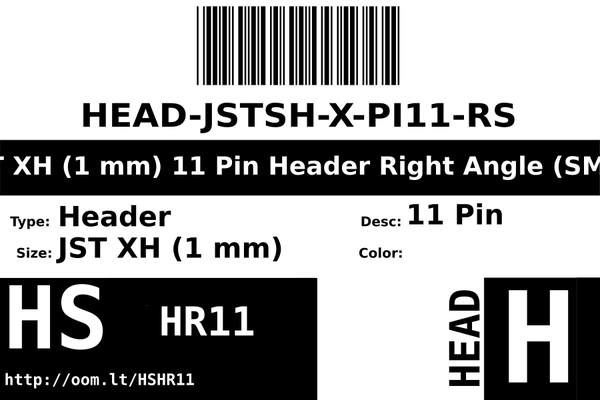 HEAD-JSTSH-X-PI11-RS
XH (1 mm) 11 Pin Header Right Angle
Type: Header
Desc: 11 Pin
Size: JST XH (1 mm)
Color:
HS
HR11
http://oom.lt/HSHR11
HEAD
H